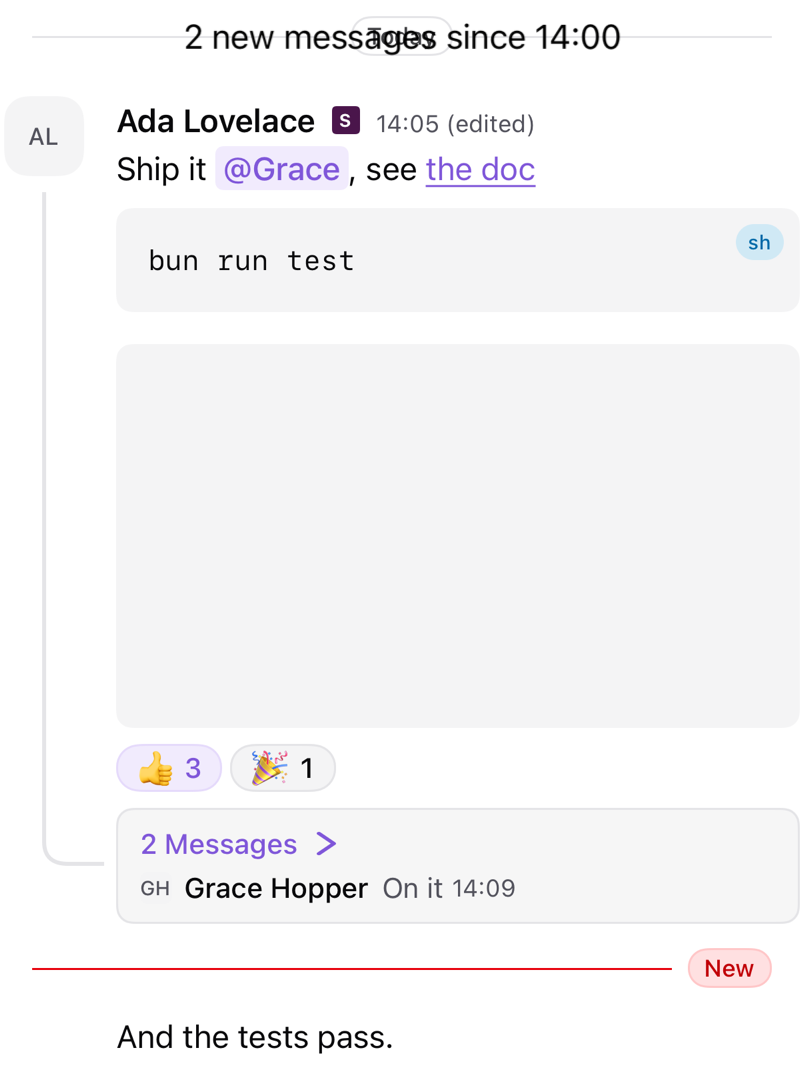 2 new messages since 14:00
Today
AL
Ada Lovelace S 14:05 (edited)
Ship it @Grace, see the doc
sh
bun run test
👍 3 🎉 1
2 Messages >
GH Grace Hopper On it 14:09
New
And the tests pass.